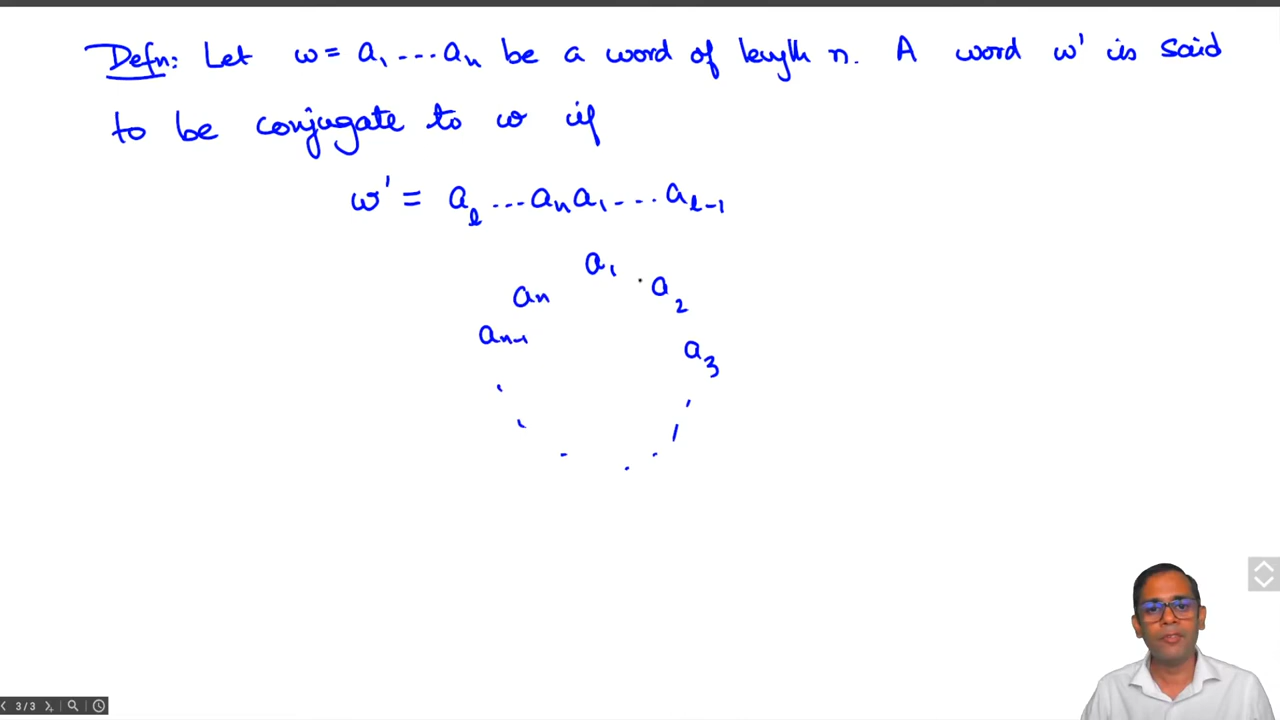 Defn: Let w = a₁ ... aₙ be a word of length n. A word w' is said
to be conjugate to w if
w' = aₗ ... aₙ a₁ ... aₗ₋₁
a₁
aₙ a₂
aₙ₋₁ a₃
3/3